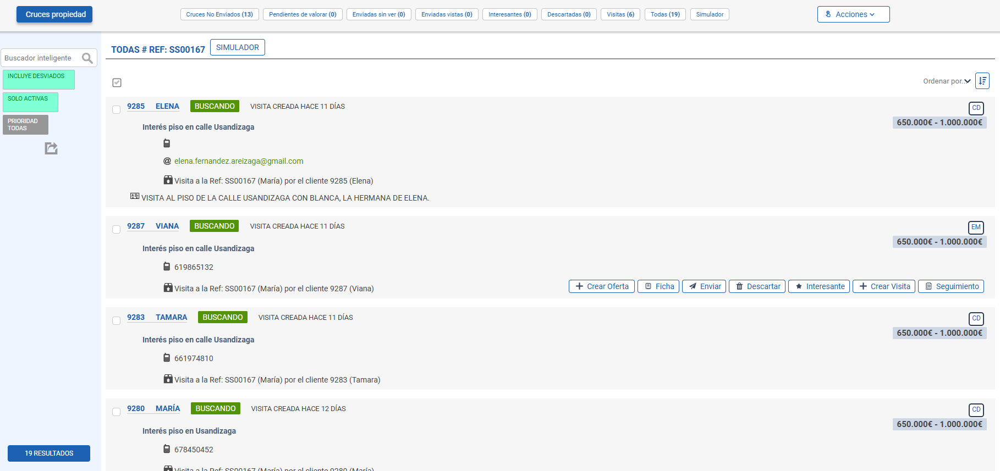 Cruces propiedad
Cruces No Enviados (13)
Pendientes de valorar (0)
Enviadas sin ver (0)
Enviadas vistas (0)
Interesantes (0)
Descartadas (0)
Visitas (6)
Todas (19)
Simulador
Acciones
Buscador inteligente
INCLUYE DESVIADOS
SOLO ACTIVAS
PRIORIDAD
TODAS
19 RESULTADOS
TODAS # REF: SS00167
SIMULADOR
Ordenar por..
9285 ELENA BUSCANDO VISITA CREADA HACE 11 DÍAS
CD
650.000€ - 1.000.000€
Interés piso en calle Usandizaga
elena.fernandez.areizaga@gmail.com
Visita a la Ref: SS00167 (María) por el cliente 9285 (Elena)
VISITA AL PISO DE LA CALLE USANDIZAGA CON BLANCA, LA HERMANA DE ELENA.
9287 VIANA BUSCANDO VISITA CREADA HACE 11 DÍAS
EM
650.000€ - 1.000.000€
Interés piso en calle Usandizaga
619865132
Visita a la Ref: SS00167 (María) por el cliente 9287 (Viana)
Crear Oferta
Ficha
Enviar
Descartar
Interesante
Crear Visita
Seguimiento
9283 TAMARA BUSCANDO VISITA CREADA HACE 11 DÍAS
CD
650.000€ - 1.000.000€
Interés piso en calle Usandizaga
661974810
Visita a la Ref: SS00167 (María) por el cliente 9283 (Tamara)
9280 MARÍA BUSCANDO VISITA CREADA HACE 12 DÍAS
CD
650.000€ - 1.000.000€
Interés piso en Usandizaga
678450452
Visita a la Ref: SS00167 (María) por el cliente 9280 (María)